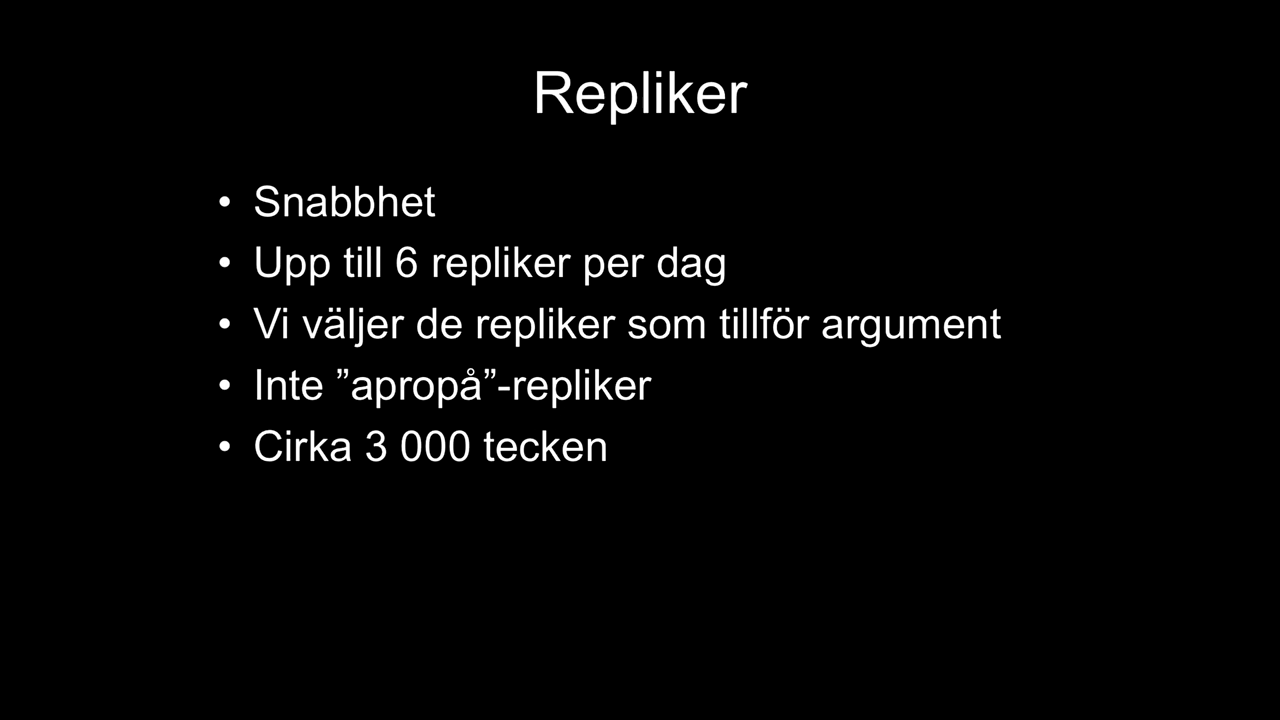 Repliker
• Snabbhet
• Upp till 6 repliker per dag
• Vi väljer de repliker som tillför argument
• Inte ”apropå”-repliker
• Cirka 3 000 tecken